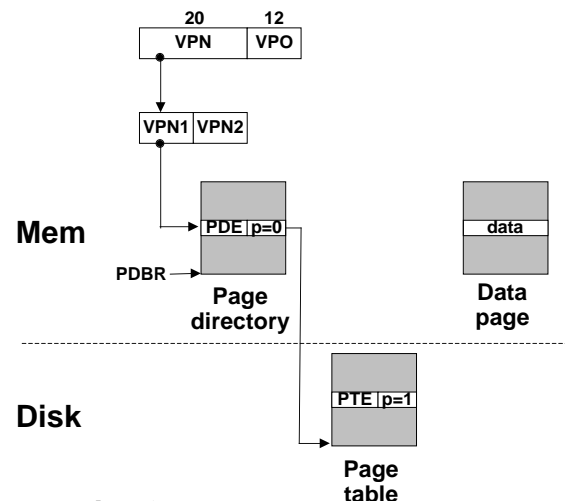 20 12
VPN VPO
VPN1 VPN2
Mem
PDE p=0
data
PDBR
Page
directory
Data
page
Disk
PTE p=1
Page
table